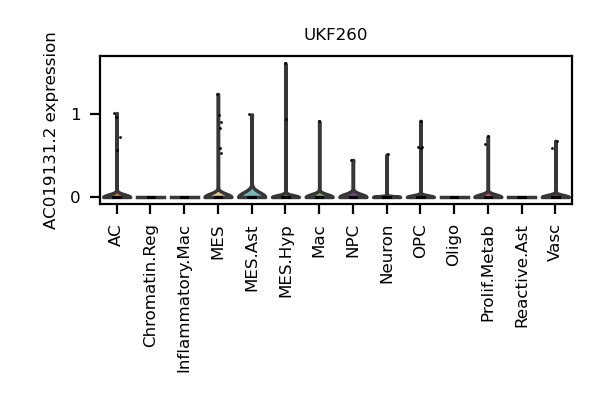 UKF260
AC019131.2 expression
1
0
AC
Chromatin.Reg
Inflammatory.Mac
MES
MES.Ast
MES.Hyp
Mac
NPC
Neuron
OPC
Oligo
Prolif.Metab
Reactive.Ast
Vasc